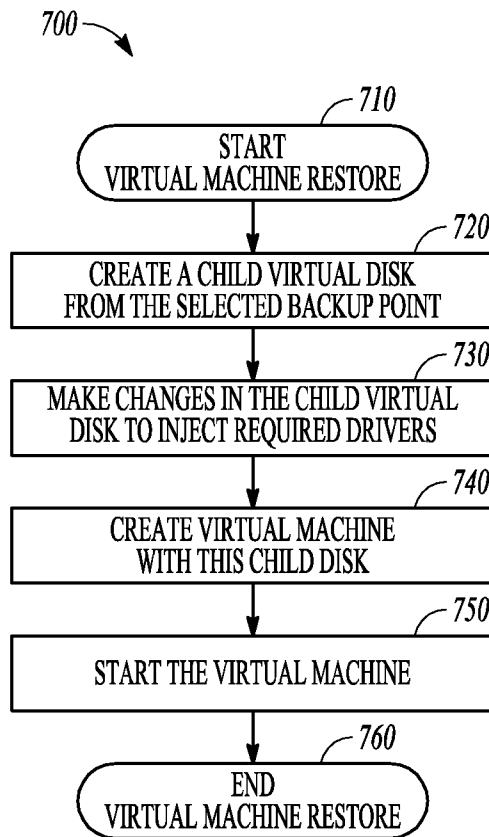 700
710
START
VIRTUAL MACHINE RESTORE
720
CREATE A CHILD VIRTUAL DISK
FROM THE SELECTED BACKUP POINT
730
MAKE CHANGES IN THE CHILD VIRTUAL
DISK TO INJECT REQUIRED DRIVERS
740
CREATE VIRTUAL MACHINE
WITH THIS CHILD DISK
750
START THE VIRTUAL MACHINE
760
END
VIRTUAL MACHINE RESTORE